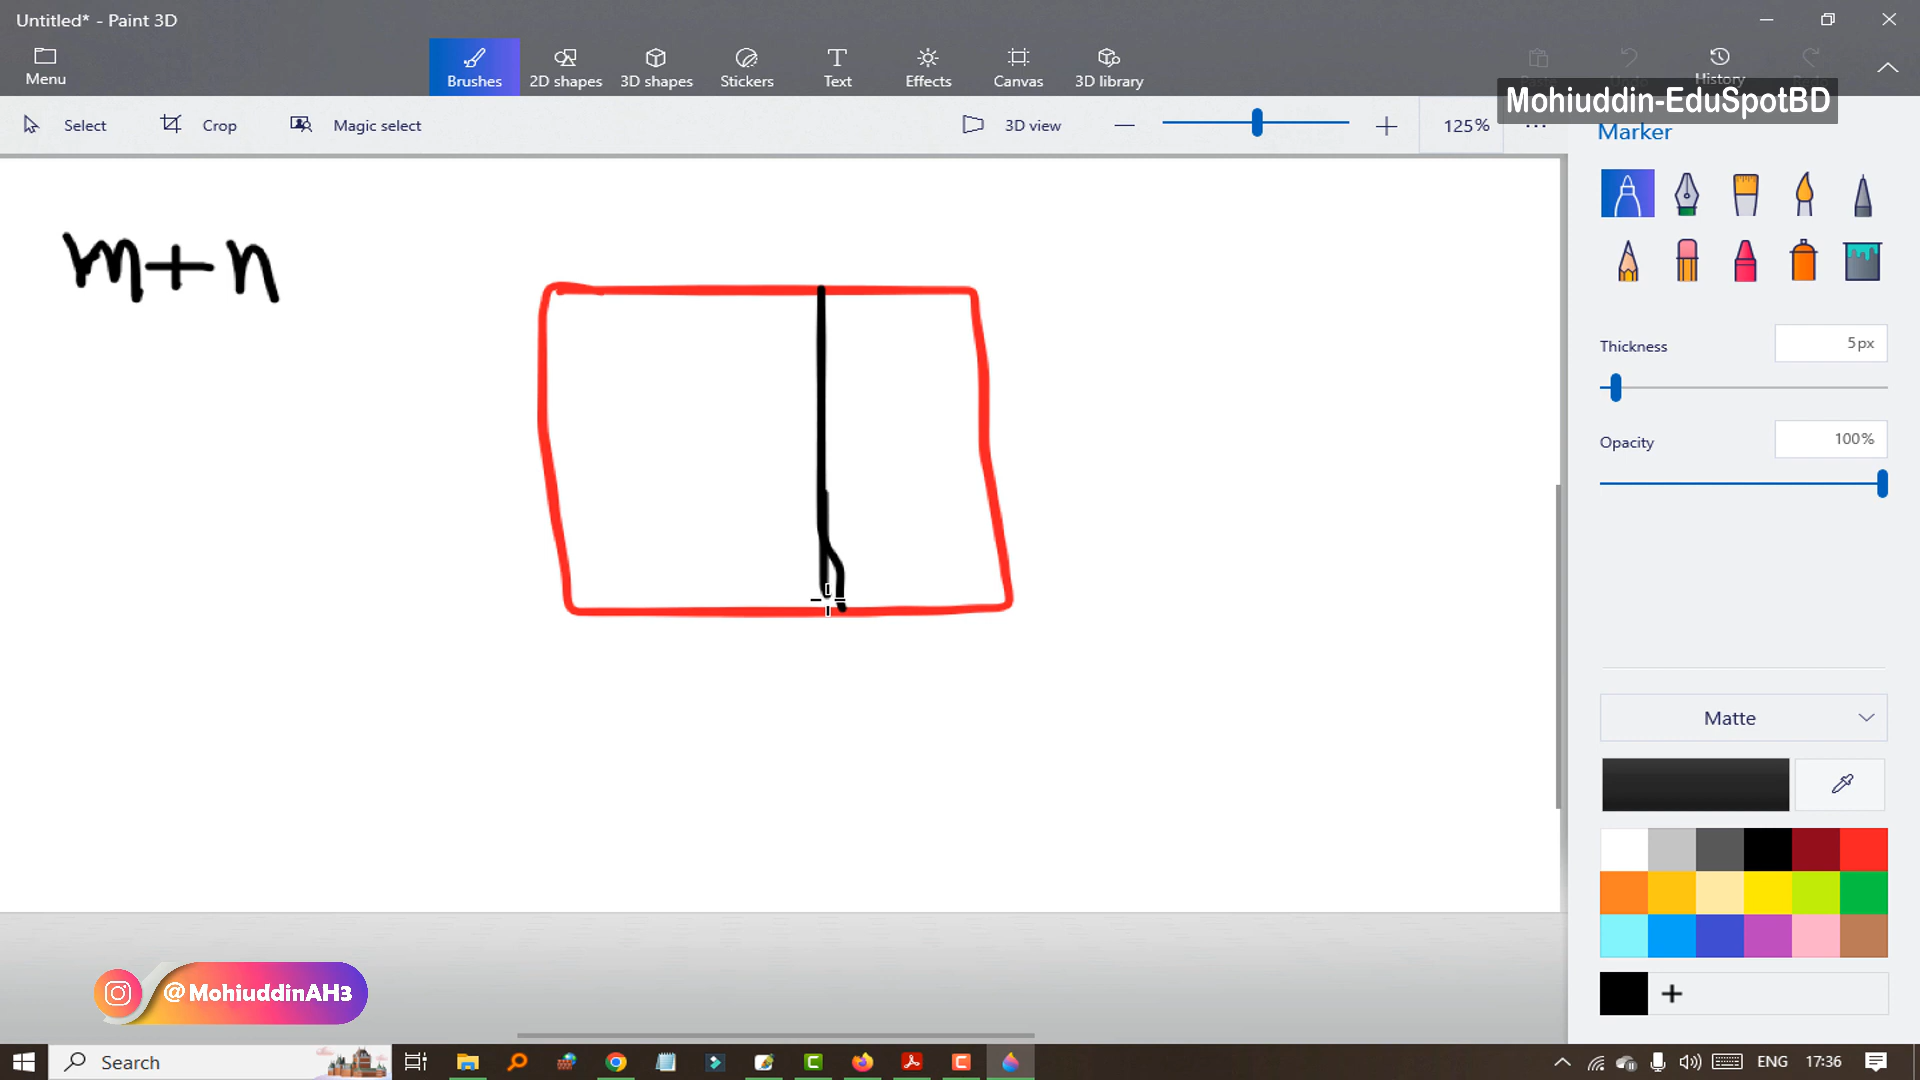 Untitled* - Paint 3D
Menu
Brushes
2D shapes
3D shapes
Stickers
Text
Effects
Canvas
3D library
History
Mohiuddin-EduSpotBD
Select
Crop
Magic select
3D view
125%
Marker
m+n
Thickness
5px
Opacity
100%
Matte
@MohiuddinAH3
Search
ENG
17:36